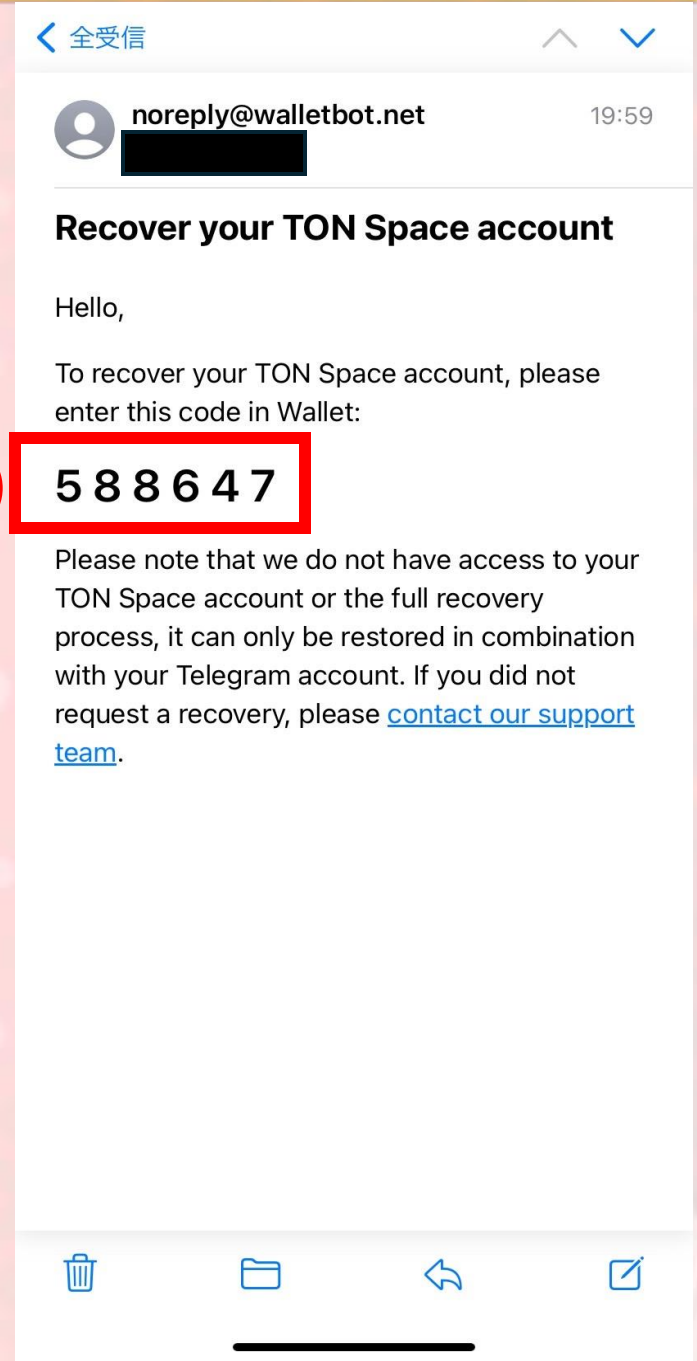 全受信
noreply@walletbot.net
19:59
Recover your TON Space account
Hello,
To recover your TON Space account, please
enter this code in Wallet:
588647
Please note that we do not have access to your
TON Space account or the full recovery
process, it can only be restored in combination
with your Telegram account. If you did not
request a recovery, please contact our support
team.